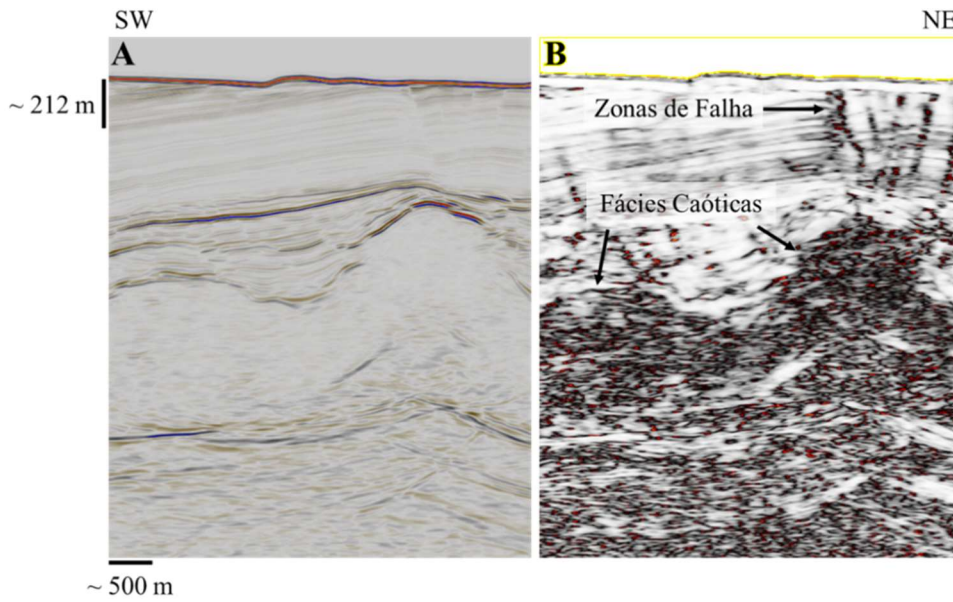 SW
NE
A
B
~ 212 m
Zonas de Falha
Fácies Caóticas
~ 500 m